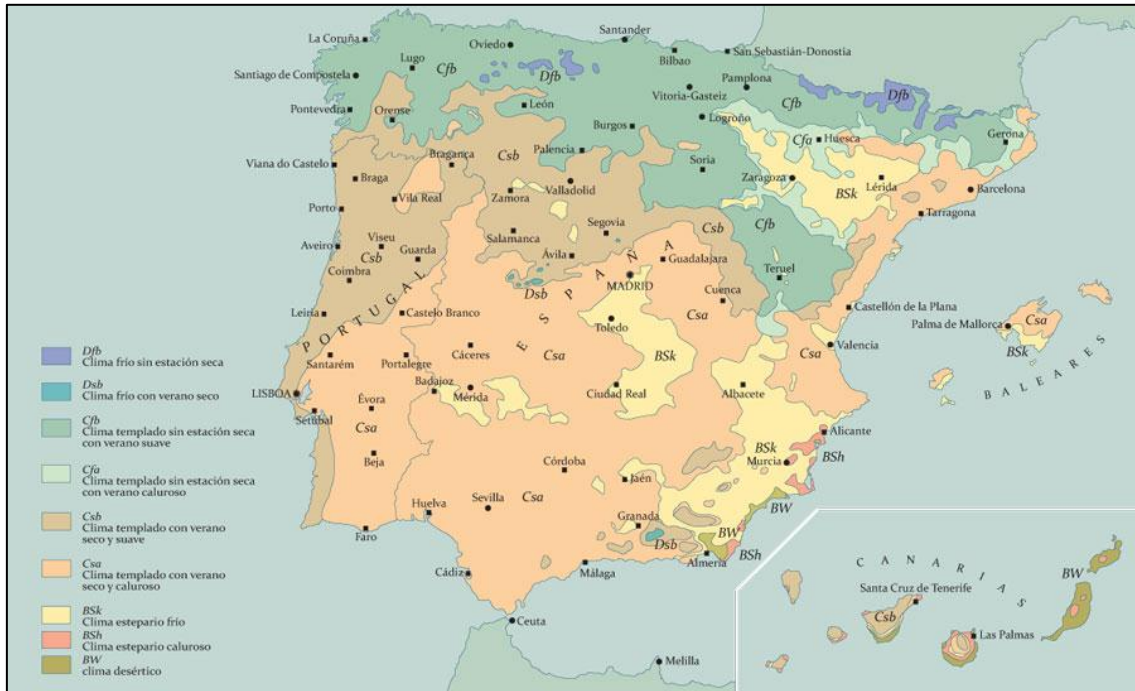 La Coruña
Santander
Oviedo
San Sebastián-Donostia
Bilbao
Lugo
Cfb
Dfb
Santiago de Compostela
Pamplona
Vitoria-Gasteiz
Cfb
Dfb
Pontevedra
León
Orense
Logroño
Burgos
Cfa
Huesca
Gerona
Csb
Palencia
Viana do Castelo
Bragança
Soria
Braga
Valladolid
Zaragoza
Lérida
Zamora
BSk
Barcelona
Vila Real
Porto
Tarragona
Segovia
Csb
Cfb
Salamanca
Aveiro
Viseu
Guarda
Ávila
Guadalajara
Csb
Coimbra
MADRID
Teruel
Dsb
Cuenca
PORTUGAL
ESPAÑA
Leiria
Castelo Branco
Castellón de la Plana
Toledo
Csa
Palma de Mallorca
Csa
Cáceres
Csa
BSk
Csa
Valencia
BSk
Santarém
Portalegre
BALEARES
Badajoz
Mérida
Ciudad Real
Albacete
LISBOA
Évora
Setúbal
Csa
Alicante
BSk
BSh
Beja
Córdoba
Murcia
Jaén
Csa
Huelva
Sevilla
BW
Granada
Faro
BW
Dsb
BSh
Almería
Cádiz
Málaga
Ceuta
Melilla
CANARIAS
BW
Santa Cruz de Tenerife
Csb
Las Palmas
Dfb
Clima frío sin estación seca
Dsb
Clima frío con verano seco
Cfb
Clima templado sin estación seca
con verano suave
Cfa
Clima templado sin estación seca
con verano caluroso
Csb
Clima templado con verano
seco y suave
Csa
Clima templado con verano
seco y caluroso
BSk
Clima estepario frío
BSh
Clima estepario caluroso
BW
clima desértico